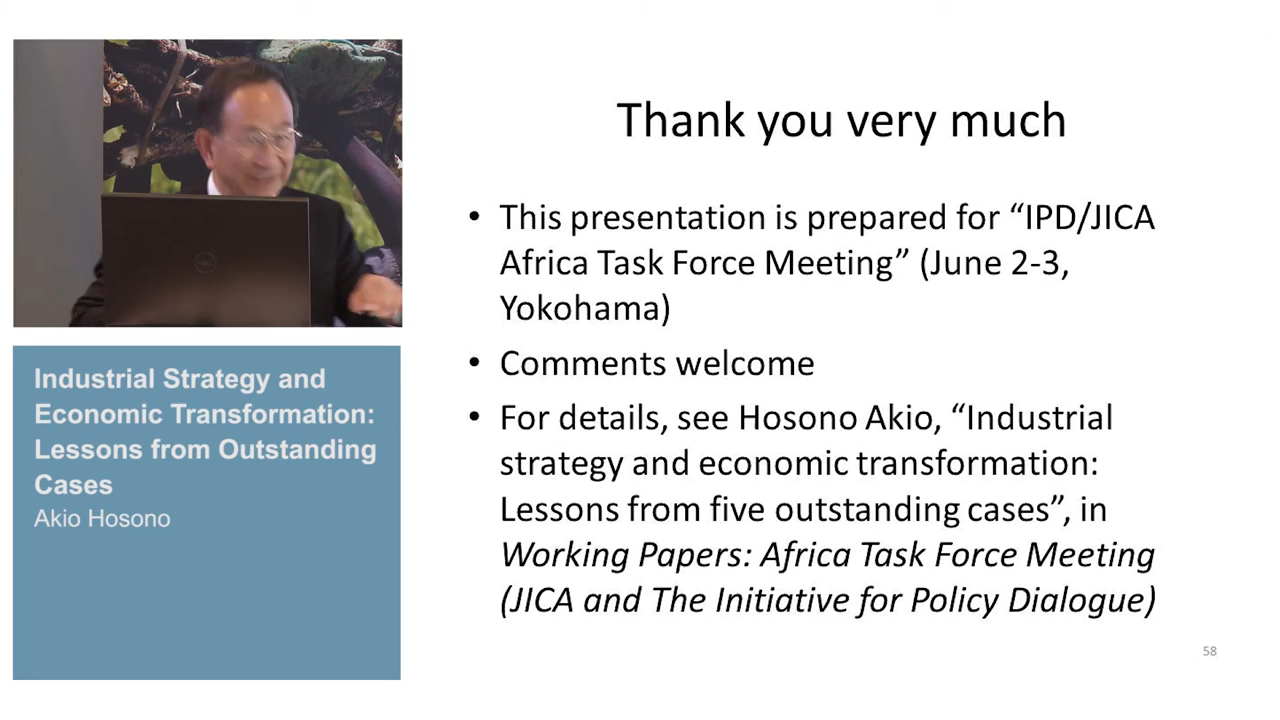 Industrial Strategy and
Economic Transformation:
Lessons from Outstanding
Cases
Akio Hosono
Thank you very much
• This presentation is prepared for “IPD/JICA
Africa Task Force Meeting” (June 2-3,
Yokohama)
• Comments welcome
• For details, see Hosono Akio, “Industrial
strategy and economic transformation:
Lessons from five outstanding cases”, in
Working Papers: Africa Task Force Meeting
(JICA and The Initiative for Policy Dialogue)
58